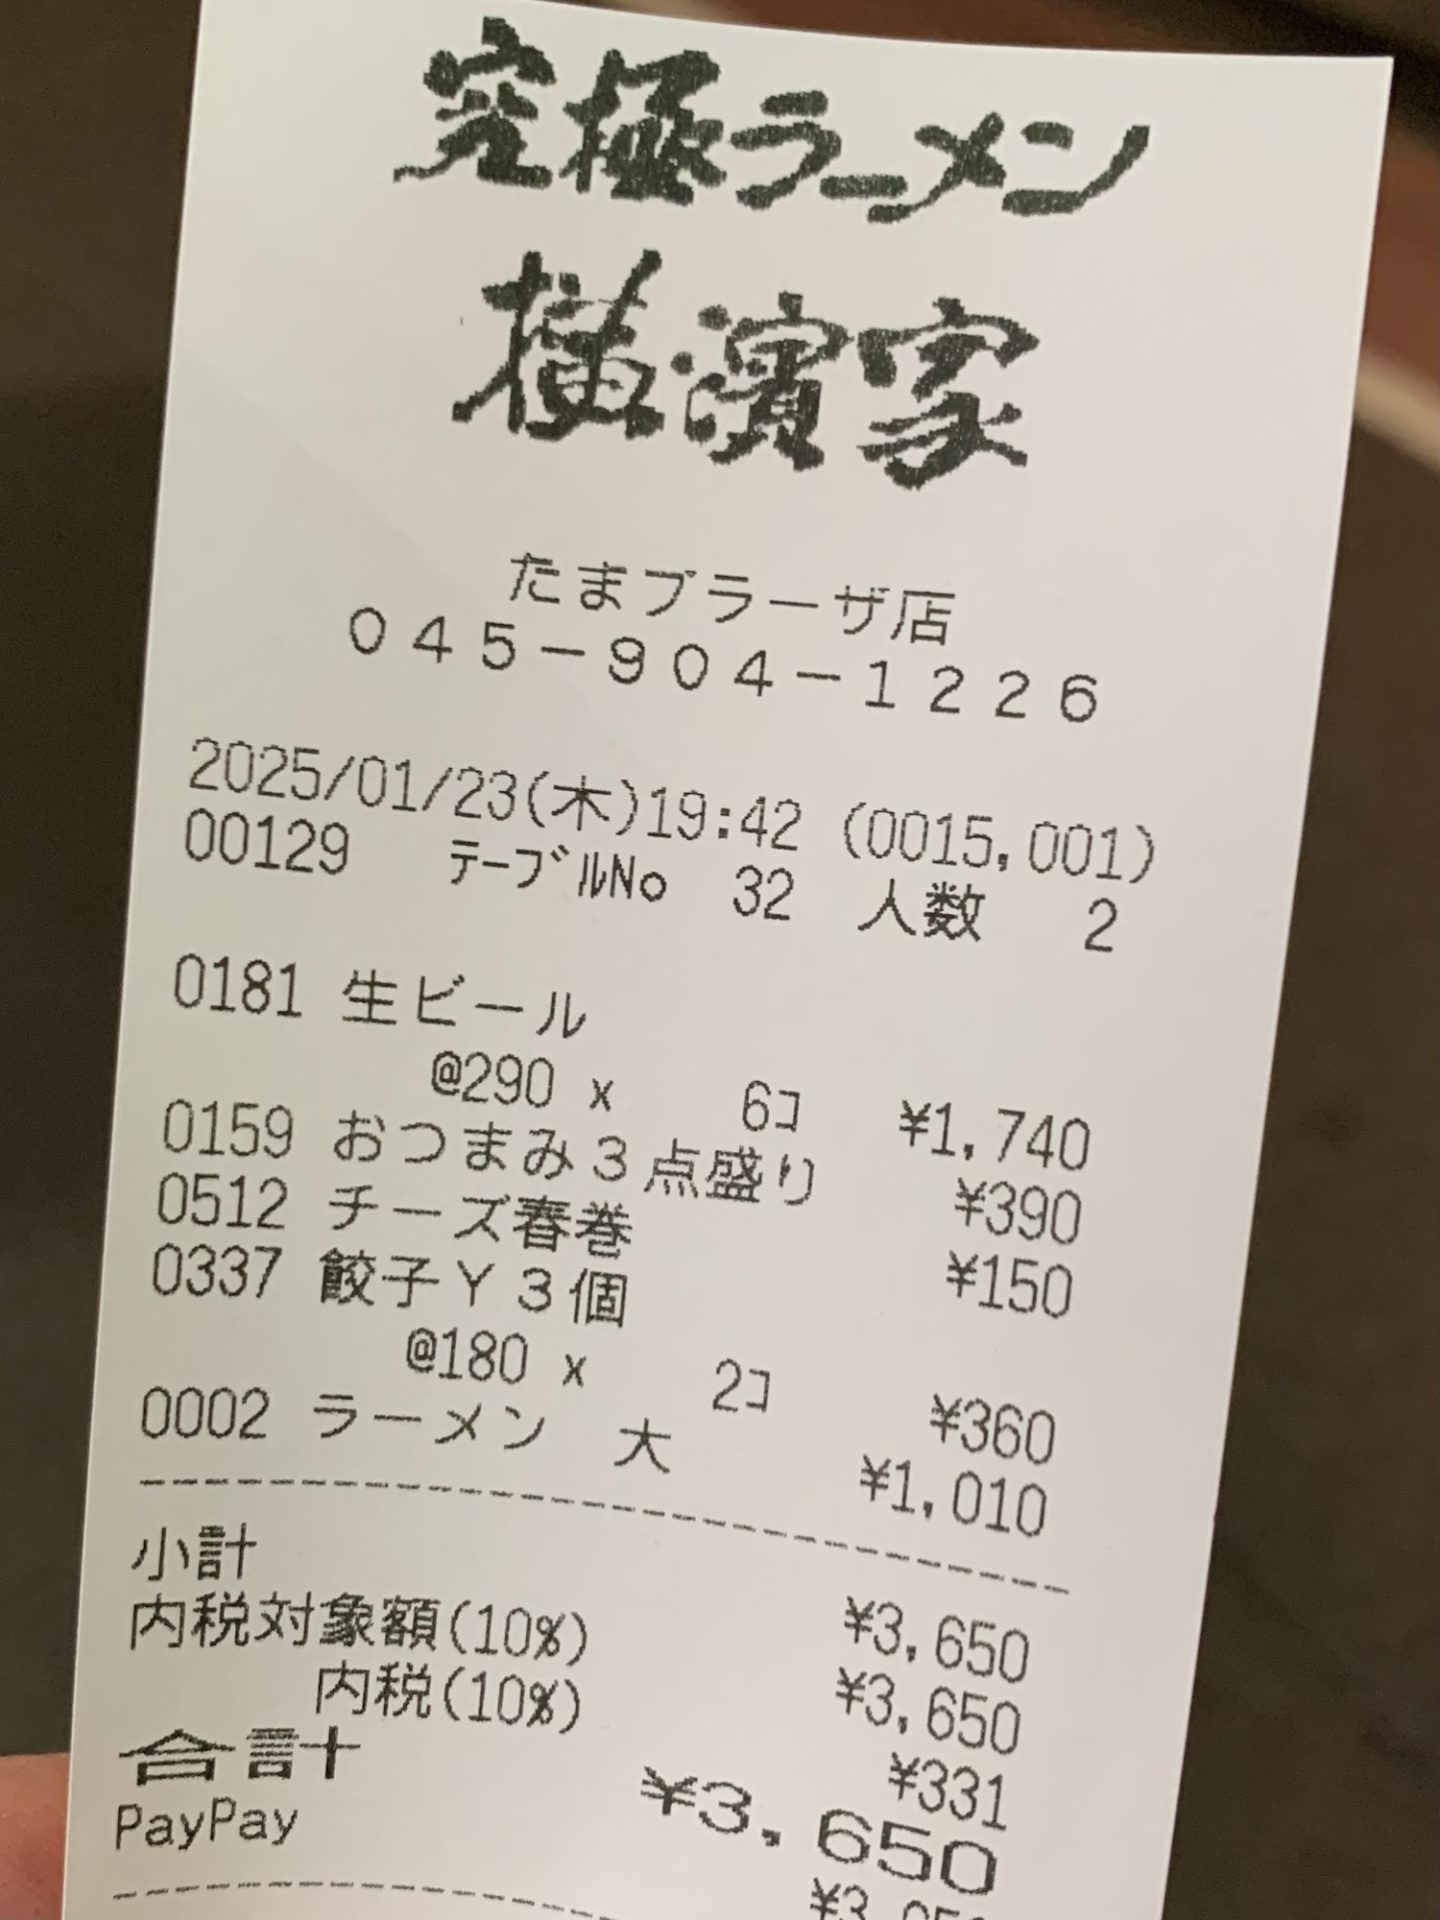 究極ラーメン
横濱家
たまプラーザ店
045-904-1226
2025/01/23(木)19:42 (0015,001)
00129 ﾃｰﾌﾞﾙNo 32 人数 2
0181 生ビール
@290 x 6ｺ ¥1,740
0159 おつまみ3点盛り ¥390
0512 チーズ春巻 ¥150
0337 餃子Y3個
@180 x 2ｺ ¥360
0002 ラーメン 大 ¥1,010
小計 ¥3,650
内税対象額(10%) ¥3,650
内税(10%) ¥331
合計 ¥3,650
PayPay